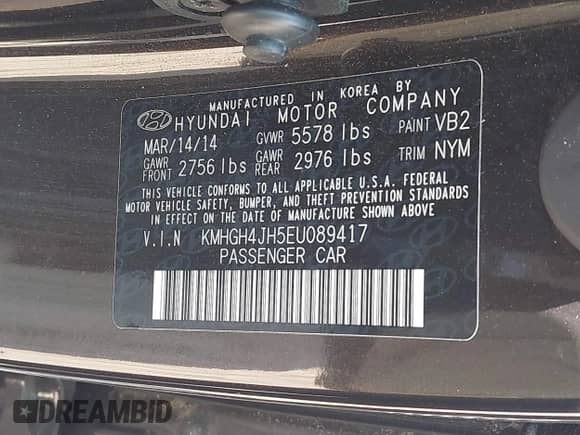 MANUFACTURED IN KOREA BY
HYUNDAI MOTOR COMPANY
MAR/14/14 GVWR 5578 lbs PAINT VB2
GAWR FRONT 2756 lbs GAWR REAR 2976 lbs TRIM NYM
THIS VEHICLE CONFORMS TO ALL APPLICABLE U.S.A. FEDERAL
MOTOR VEHICLE SAFETY, BUMPER, AND THEFT PREVENTION STANDARDS
IN EFFECT ON THE DATE OF MANUFACTURE SHOWN ABOVE
V.I.N KMHGH4JH5EU089417
PASSENGER CAR
DREAMBID